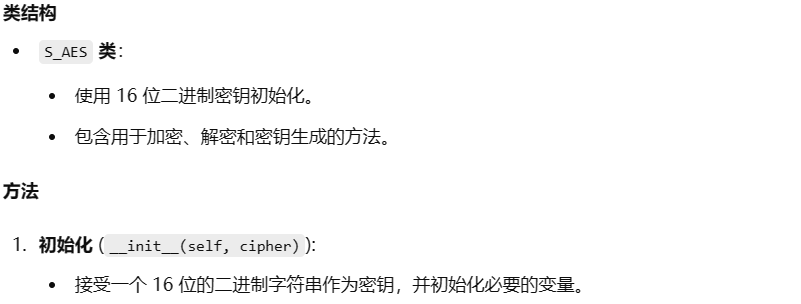 类结构
• S_AES 类：
• 使用 16 位二进制密钥初始化。
• 包含用于加密、解密和密钥生成的方法。
方法
1. 初始化 (__init__(self, cipher)):
• 接受一个 16 位的二进制字符串作为密钥，并初始化必要的变量。